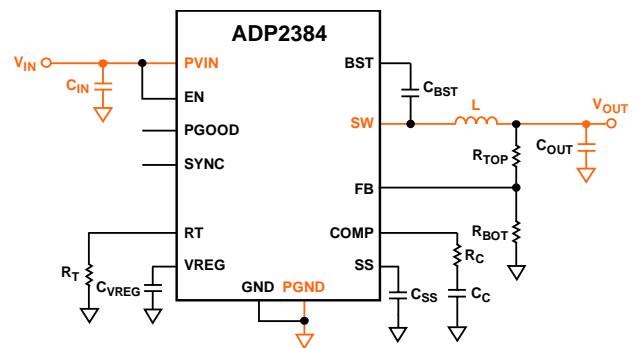 ADP2384
VIN
CIN
PVIN
EN
PGOOD
SYNC
RT
RT
VREG
CVREG
GND
PGND
BST
CBST
SW
L
VOUT
COUT
RTOP
FB
RBOT
COMP
RC
CC
SS
CSS